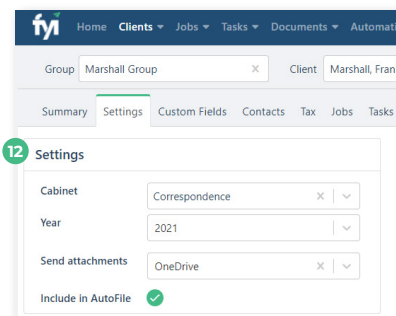 fyi Home Clients Jobs Tasks Documents
Group Marshall Group × Client Marshall, Fran
Summary Settings Custom Fields Contacts Tax Jobs Tasks
12 Settings
Cabinet Correspondence ×
Year 2021
Send attachments OneDrive ×
Include in AutoFile